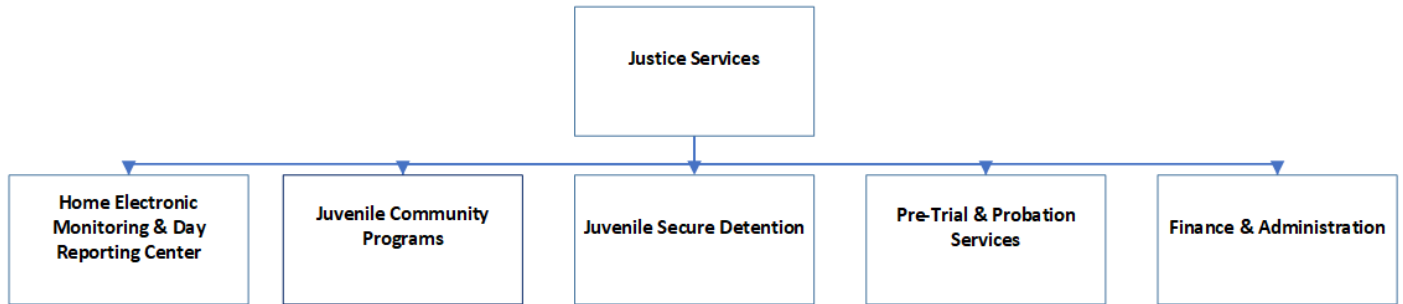 Justice Services
Home Electronic
Monitoring & Day
Reporting Center
Juvenile Community
Programs
Juvenile Secure Detention
Pre-Trial & Probation
Services
Finance & Administration